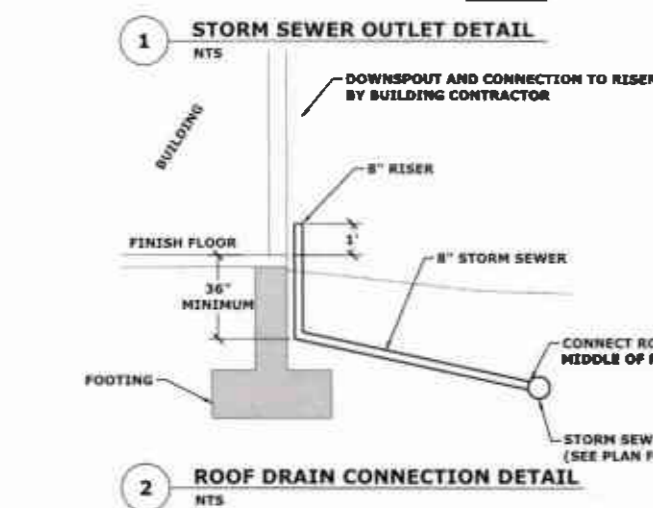 1
STORM SEWER OUTLET DETAIL
NTS
DOWNSPOUT AND CONNECTION TO RISER
BY BUILDING CONTRACTOR
BUILDING
8" RISER
FINISH FLOOR
1'
8" STORM SEWER
36"
MINIMUM
CONNECT
MIDDLE OF
FOOTING
STORM
(SEE PLAN
2
ROOF DRAIN CONNECTION DETAIL
NTS